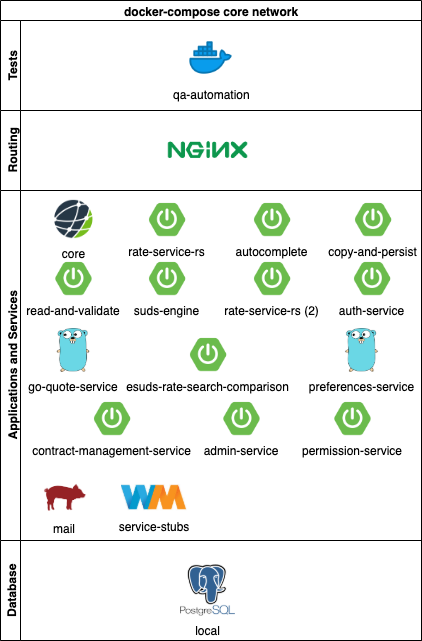 docker-compose core network
Tests
qa-automation
Routing
NGINX
Applications and Services
core
rate-service-rs
autocomplete
copy-and-persist
read-and-validate
suds-engine
rate-service-rs (2)
auth-service
go-quote-service
esuds-rate-search-comparison
preferences-service
contract-management-service
admin-service
permission-service
WM
mail
service-stubs
Database
PostgreSQL
local